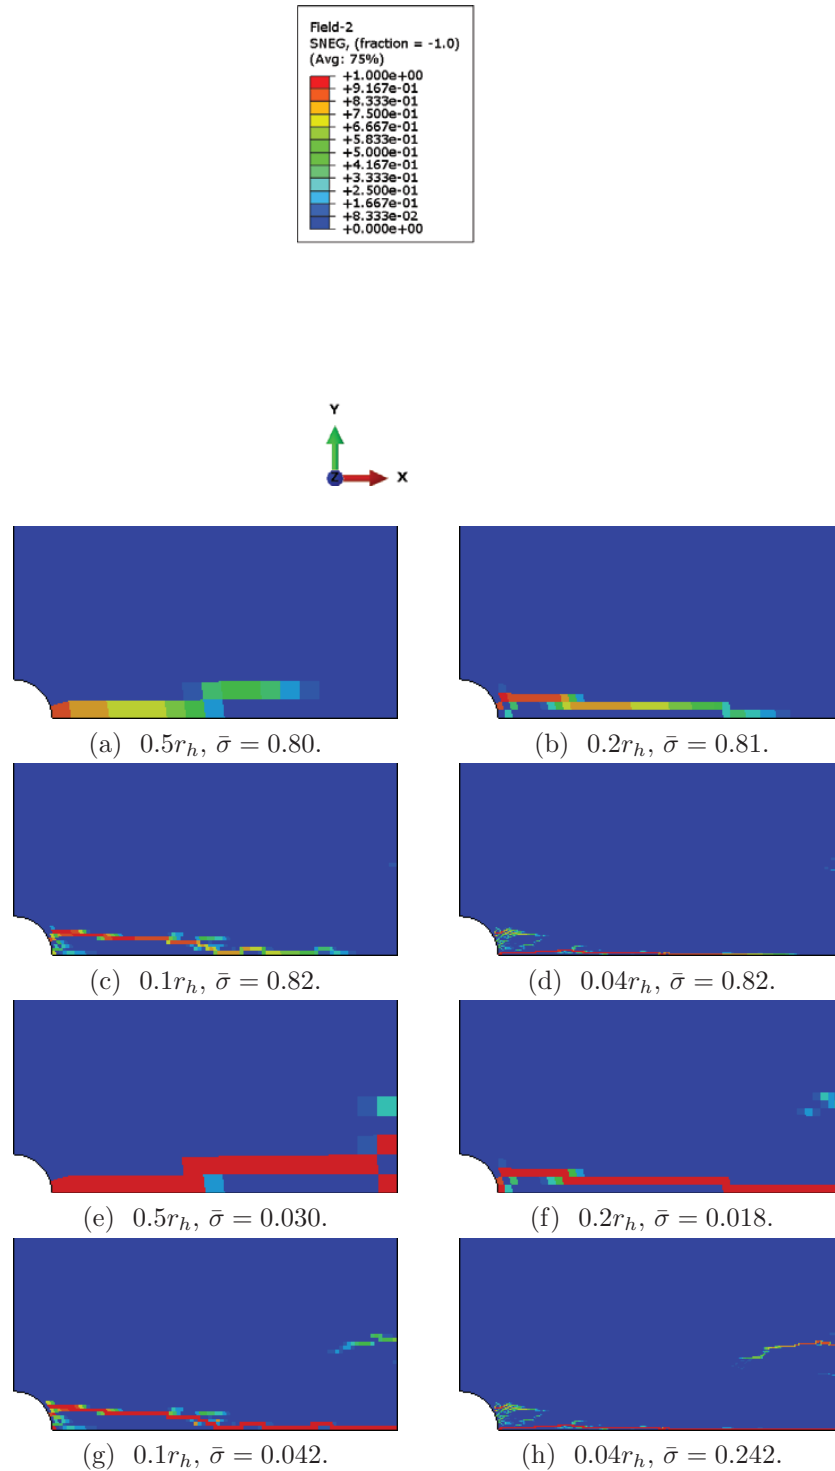 Field-2
SNEG, (fraction = -1.0)
(Avg: 75%)
+1.000e+00
+9.167e-01
+8.333e-01
+7.500e-01
+6.667e-01
+5.833e-01
+5.000e-01
+4.167e-01
+3.333e-01
+2.500e-01
+1.667e-01
+8.333e-02
+0.000e+00
Y
Z X
(a) 0.5r_h, σ̄ = 0.80.
(b) 0.2r_h, σ̄ = 0.81.
(c) 0.1r_h, σ̄ = 0.82.
(d) 0.04r_h, σ̄ = 0.82.
(e) 0.5r_h, σ̄ = 0.030.
(f) 0.2r_h, σ̄ = 0.018.
(g) 0.1r_h, σ̄ = 0.042.
(h) 0.04r_h, σ̄ = 0.242.